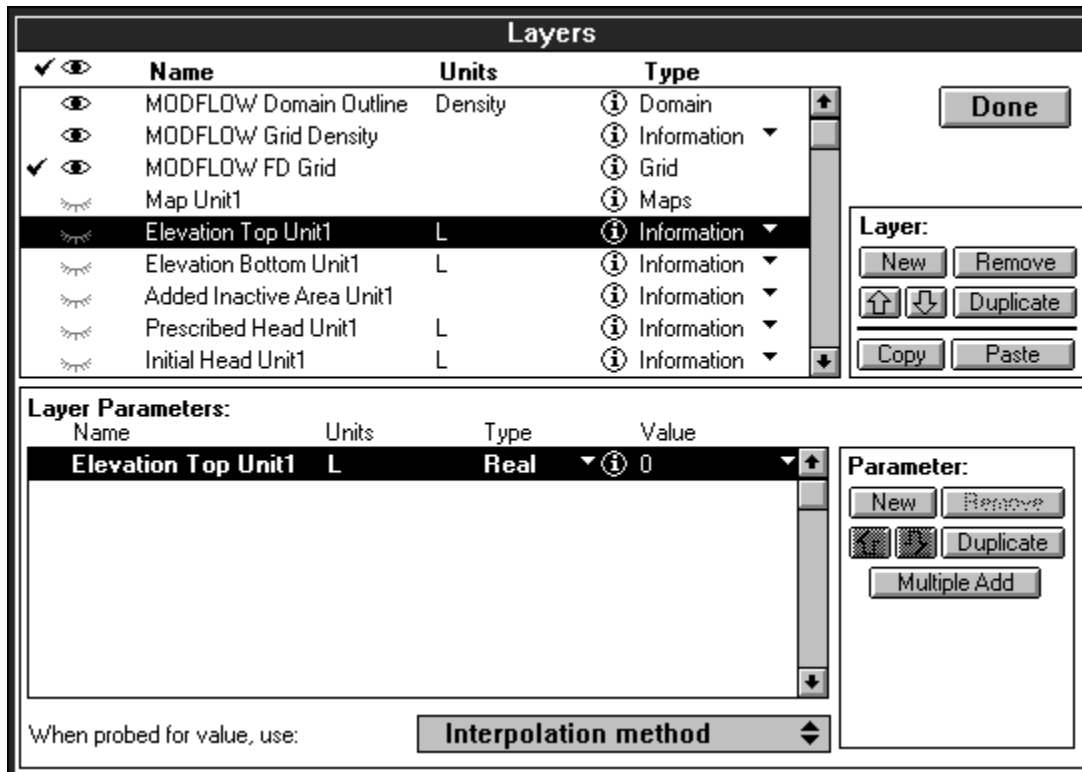 Layers
Name Units Type
MODFLOW Domain Outline Density Domain
MODFLOW Grid Density Information
MODFLOW FD Grid Grid
Map Unit1 Maps
Elevation Top Unit1 L Information
Elevation Bottom Unit1 L Information
Added Inactive Area Unit1 Information
Prescribed Head Unit1 L Information
Initial Head Unit1 L Information
Done
Layer:
New Remove
Duplicate
Copy Paste
Layer Parameters:
Name Units Type Value
Elevation Top Unit1 L Real 0
Parameter:
New Remove
Duplicate
Multiple Add
When probed for value, use: Interpolation method